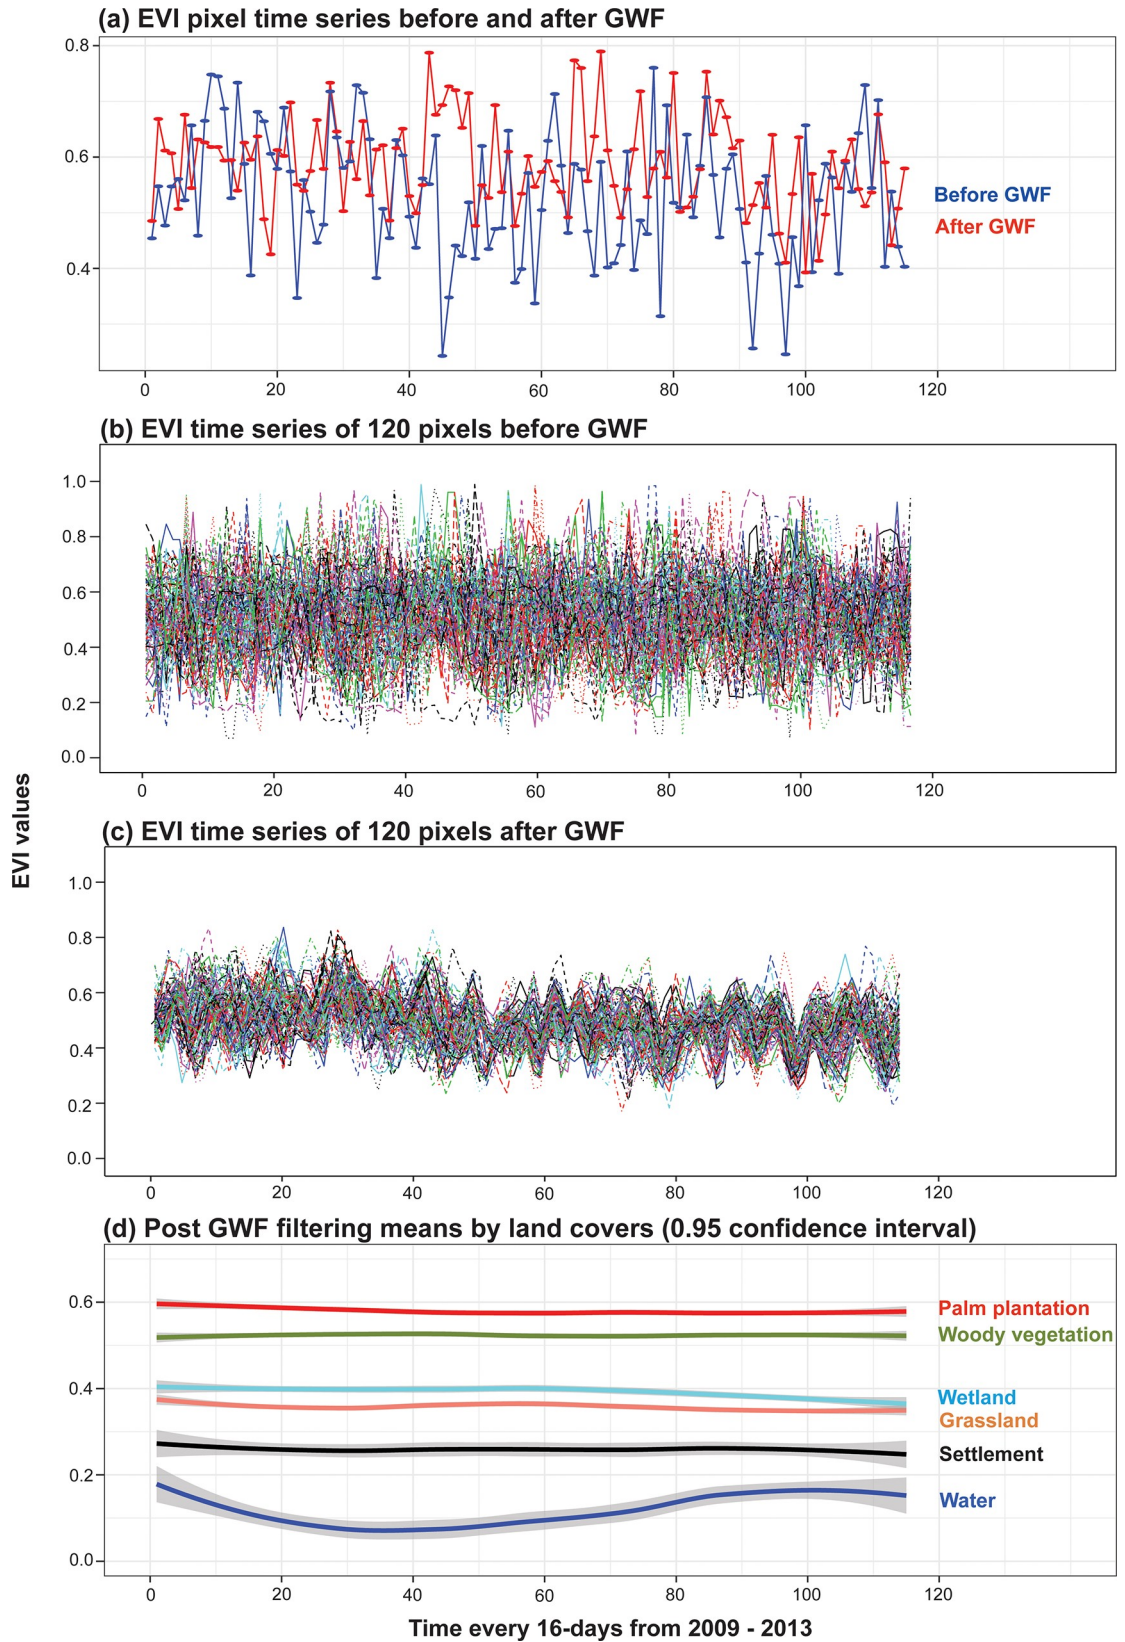 (a) EVI pixel time series before and after GWF
0.8
0.6
0.4
Before GWF
After GWF
0 20 40 60 80 100 120
(b) EVI time series of 120 pixels before GWF
1.0
0.8
0.6
0.4
0.2
0.0
0 20 40 60 80 100 120
EVI values
(c) EVI time series of 120 pixels after GWF
1.0
0.8
0.6
0.4
0.2
0.0
0 20 40 60 80 100 120
(d) Post GWF filtering means by land covers (0.95 confidence interval)
0.6
0.4
0.2
0.0
Palm plantation
Woody vegetation
Wetland
Grassland
Settlement
Water
0 20 40 60 80 100 120
Time every 16-days from 2009 - 2013